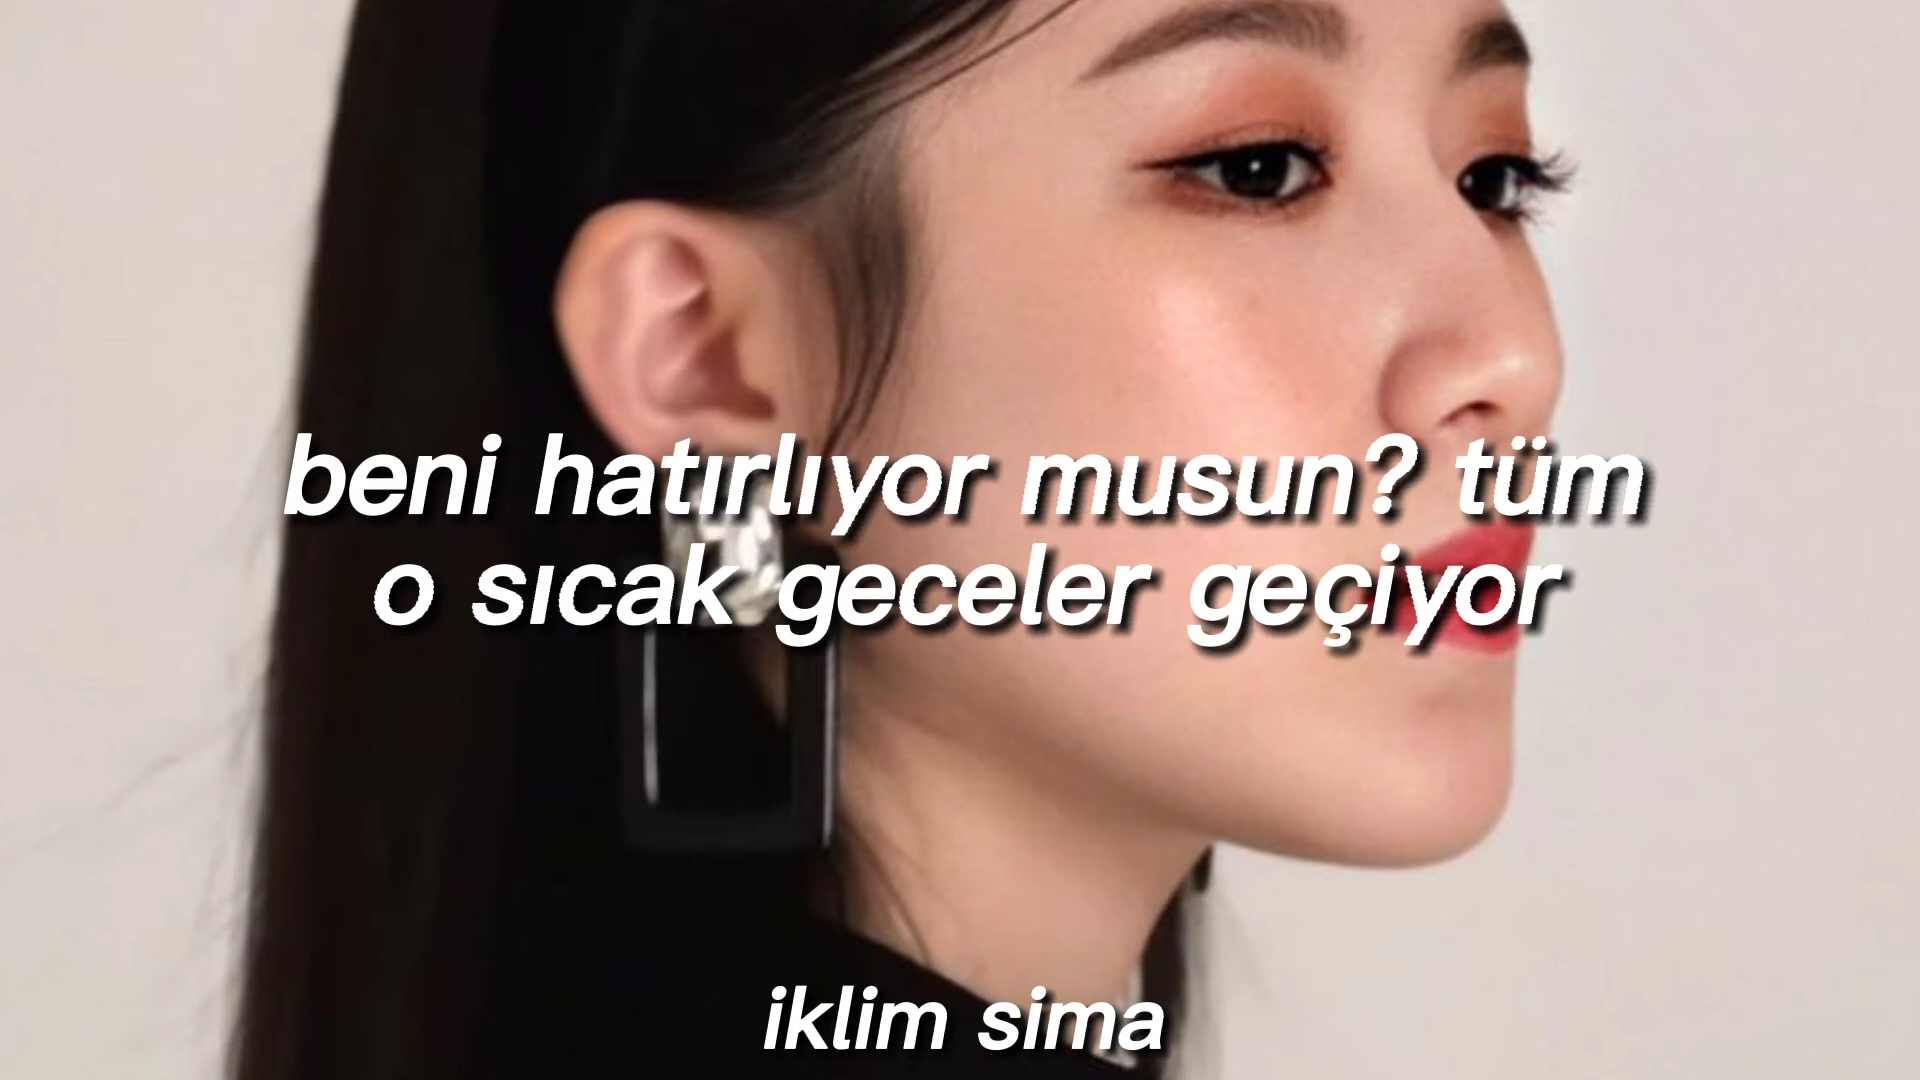 beni hatırlıyor musun? tüm
o sıcak geceler geçiyor
iklim sima